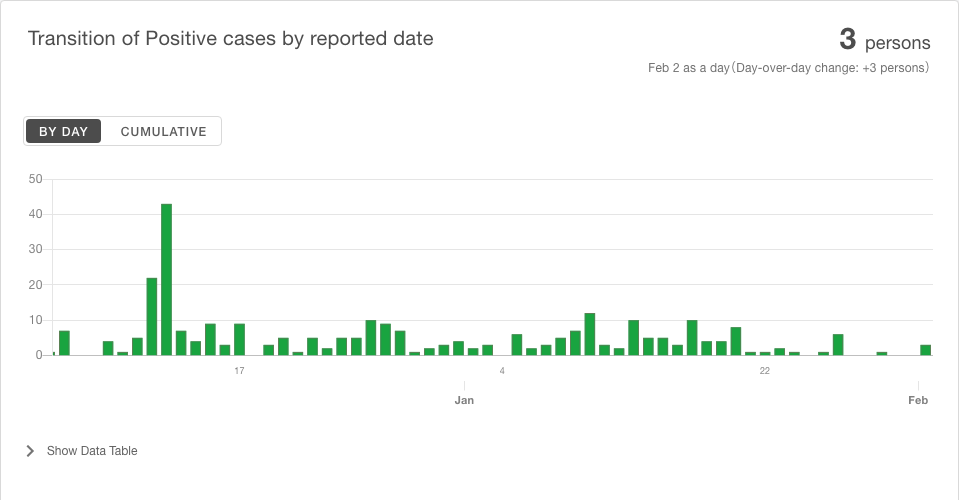 Transition of Positive cases by reported date
3 persons
Feb 2 as a day(Day-over-day change: +3 persons)
BY DAY
CUMULATIVE
50
40
30
20
10
0
17
4
22
Jan
Feb
Show Data Table